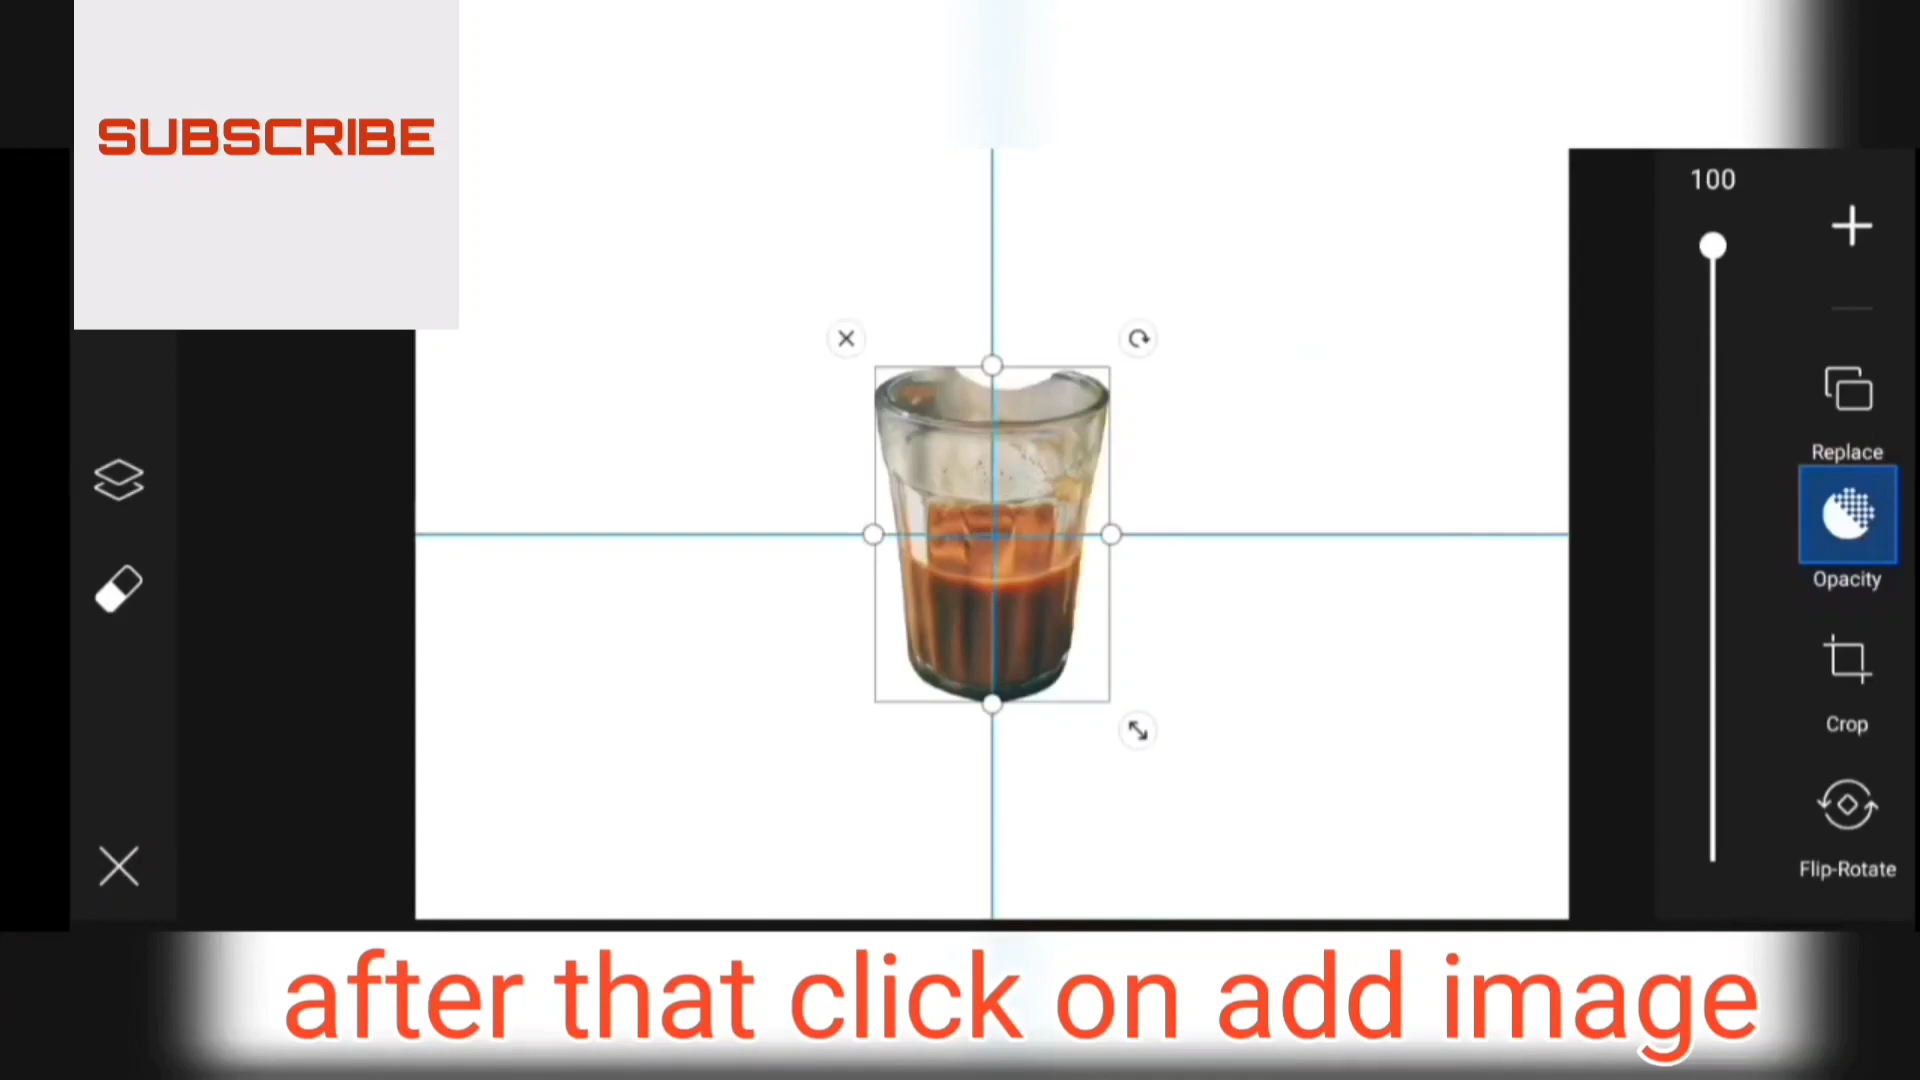 SUBSCRIBE
100
Replace
Opacity
Crop
Flip-Rotate
after that click on add image